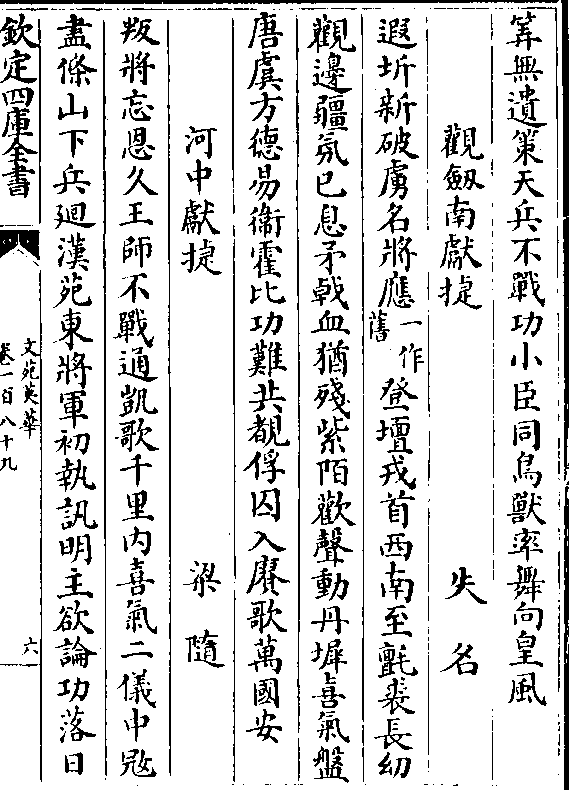 筭無遺策天兵不戰功小臣同鳥獸率舞向皇風
觀劔南獻捷　失名
遐圻新破虜名將應一作舊登壇戎首西南至氈裘長幼
觀邊疆氛已息矛戟血猶殘紫陌歡聲動丹墀喜氣盤
唐虞方德易衞霍比功難共覩俘囚入賡歌萬國安
河中獻捷　梁隨
叛將忘恩久王師不戰通凱歌千里内喜氣二儀中冦
盡條山下兵廻漢苑東將軍初執訊明主欲論功落日
欽定四庫全書
文苑英華
卷一百八十九
六